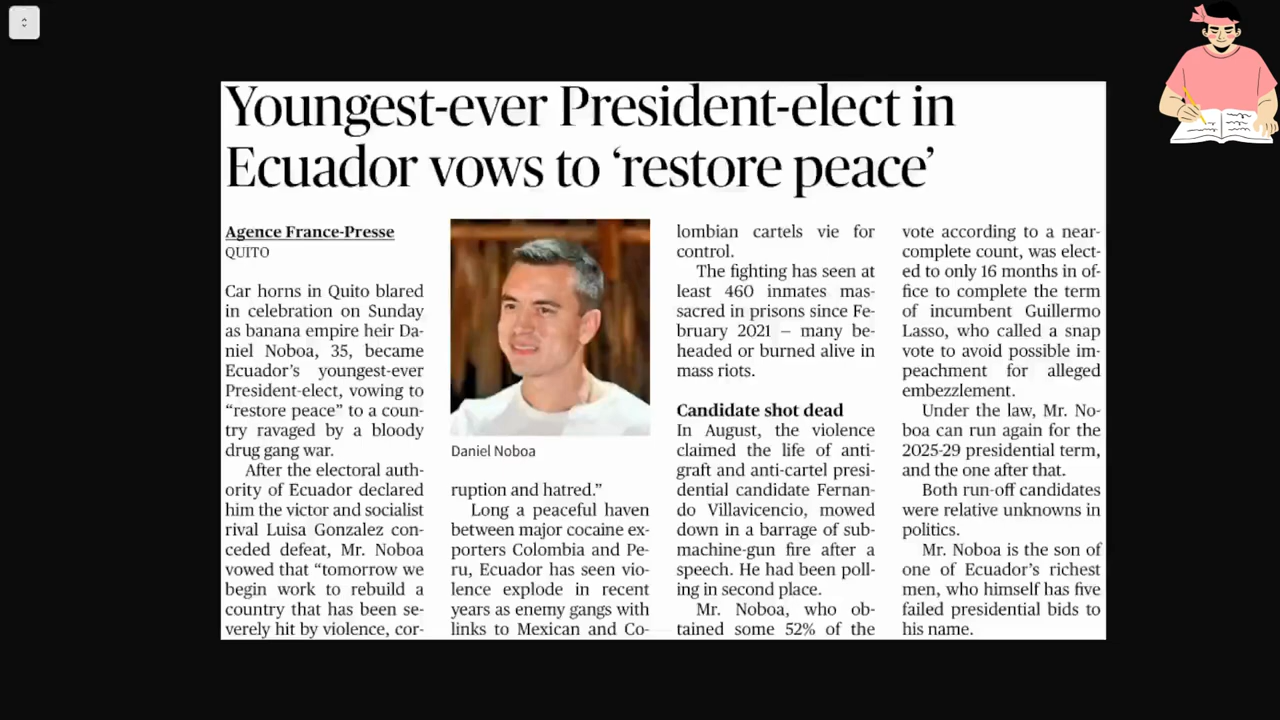 Youngest-ever President-elect in
Ecuador vows to ‘restore peace’
Agence France-Presse
QUITO
Car horns in Quito blared
in celebration on Sunday
as banana empire heir Da-
niel Noboa, 35, became
Ecuador’s youngest-ever
President-elect, vowing to
“restore peace” to a coun-
try ravaged by a bloody
drug gang war.
After the electoral auth-
ority of Ecuador declared
him the victor and socialist
rival Luisa Gonzalez con-
ceded defeat, Mr. Noboa
vowed that “tomorrow we
begin work to rebuild a
country that has been se-
verely hit by violence, cor-
Daniel Noboa
ruption and hatred.”
Long a peaceful haven
between major cocaine ex-
porters Colombia and Pe-
ru, Ecuador has seen vio-
lence explode in recent
years as enemy gangs with
links to Mexican and Co-
lombian cartels vie for
control.
The fighting has seen at
least 460 inmates mas-
sacred in prisons since Fe-
bruary 2021 – many be-
headed or burned alive in
mass riots.
Candidate shot dead
In August, the violence
claimed the life of anti-
graft and anti-cartel presi-
dential candidate Fernan-
do Villavicencio, mowed
down in a barrage of sub-
machine-gun fire after a
speech. He had been poll-
ing in second place.
Mr. Noboa, who ob-
tained some 52% of the
vote according to a near-
complete count, was elect-
ed to only 16 months in of-
fice to complete the term
of incumbent Guillermo
Lasso, who called a snap
vote to avoid possible im-
peachment for alleged
embezzlement.
Under the law, Mr. No-
boa can run again for the
2025-29 presidential term,
and the one after that.
Both run-off candidates
were relative unknowns in
politics.
Mr. Noboa is the son of
one of Ecuador’s richest
men, who himself has five
failed presidential bids to
his name.